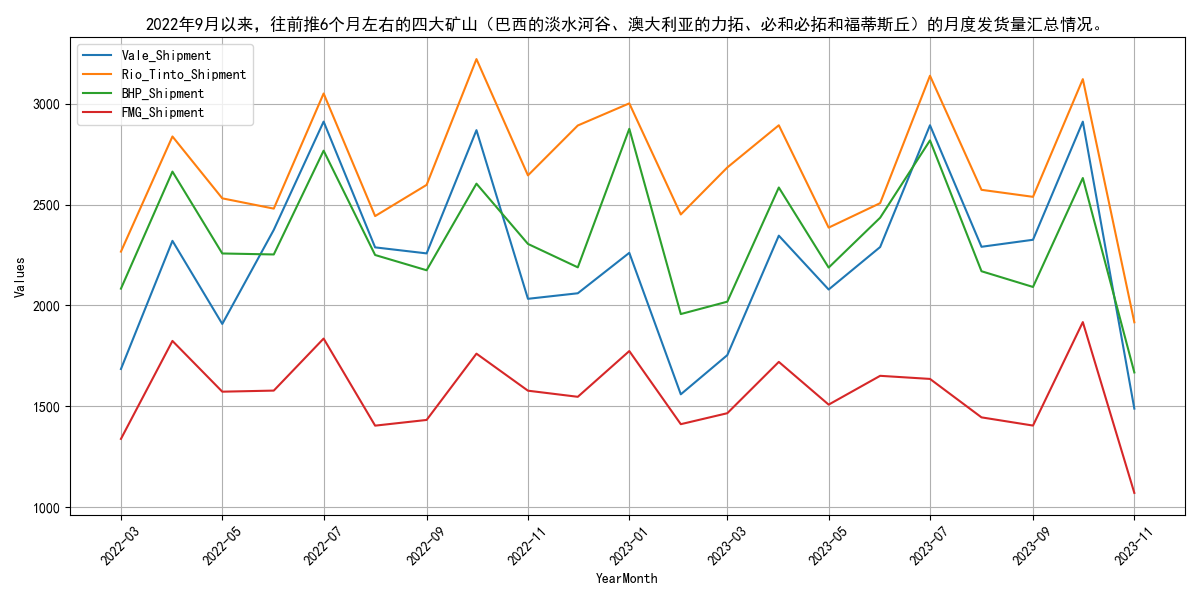 2022年9月以来，往前推6个月左右的四大矿山（巴西的淡水河谷、澳大利亚的力拓、必和必拓和福蒂斯丘）的月度发货量汇总情况。
Vale_Shipment
Rio_Tinto_Shipment
BHP_Shipment
FMG_Shipment
Values
3000
2500
2000
1500
1000
2022-03
2022-05
2022-07
2022-09
2022-11
2023-01
2023-03
2023-05
2023-07
2023-09
2023-11
YearMonth